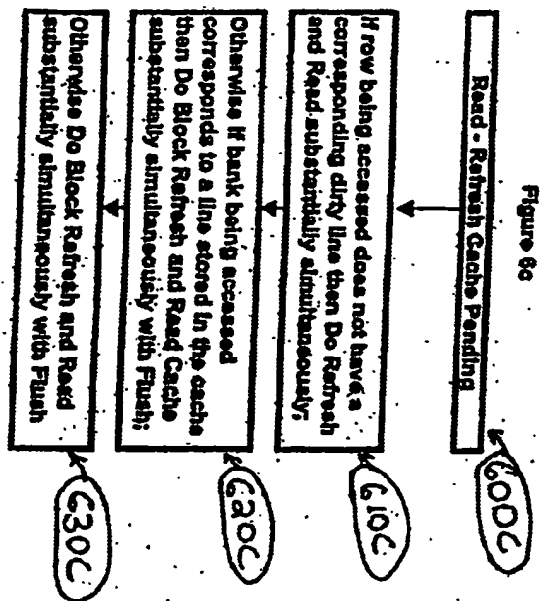 Figure 6c
Read - Refresh Cache Pending
600C
If row being accessed does not have a
corresponding dirty line then Do Refresh
and Read substantially simultaneously;
610C
Otherwise if bank being accessed
corresponds to a line stored in the cache
then Do Block Refresh and Read Cache
substantially simultaneously with Flush;
620C
Otherwise Do Block Refresh and Read
substantially simultaneously with Flush
630C